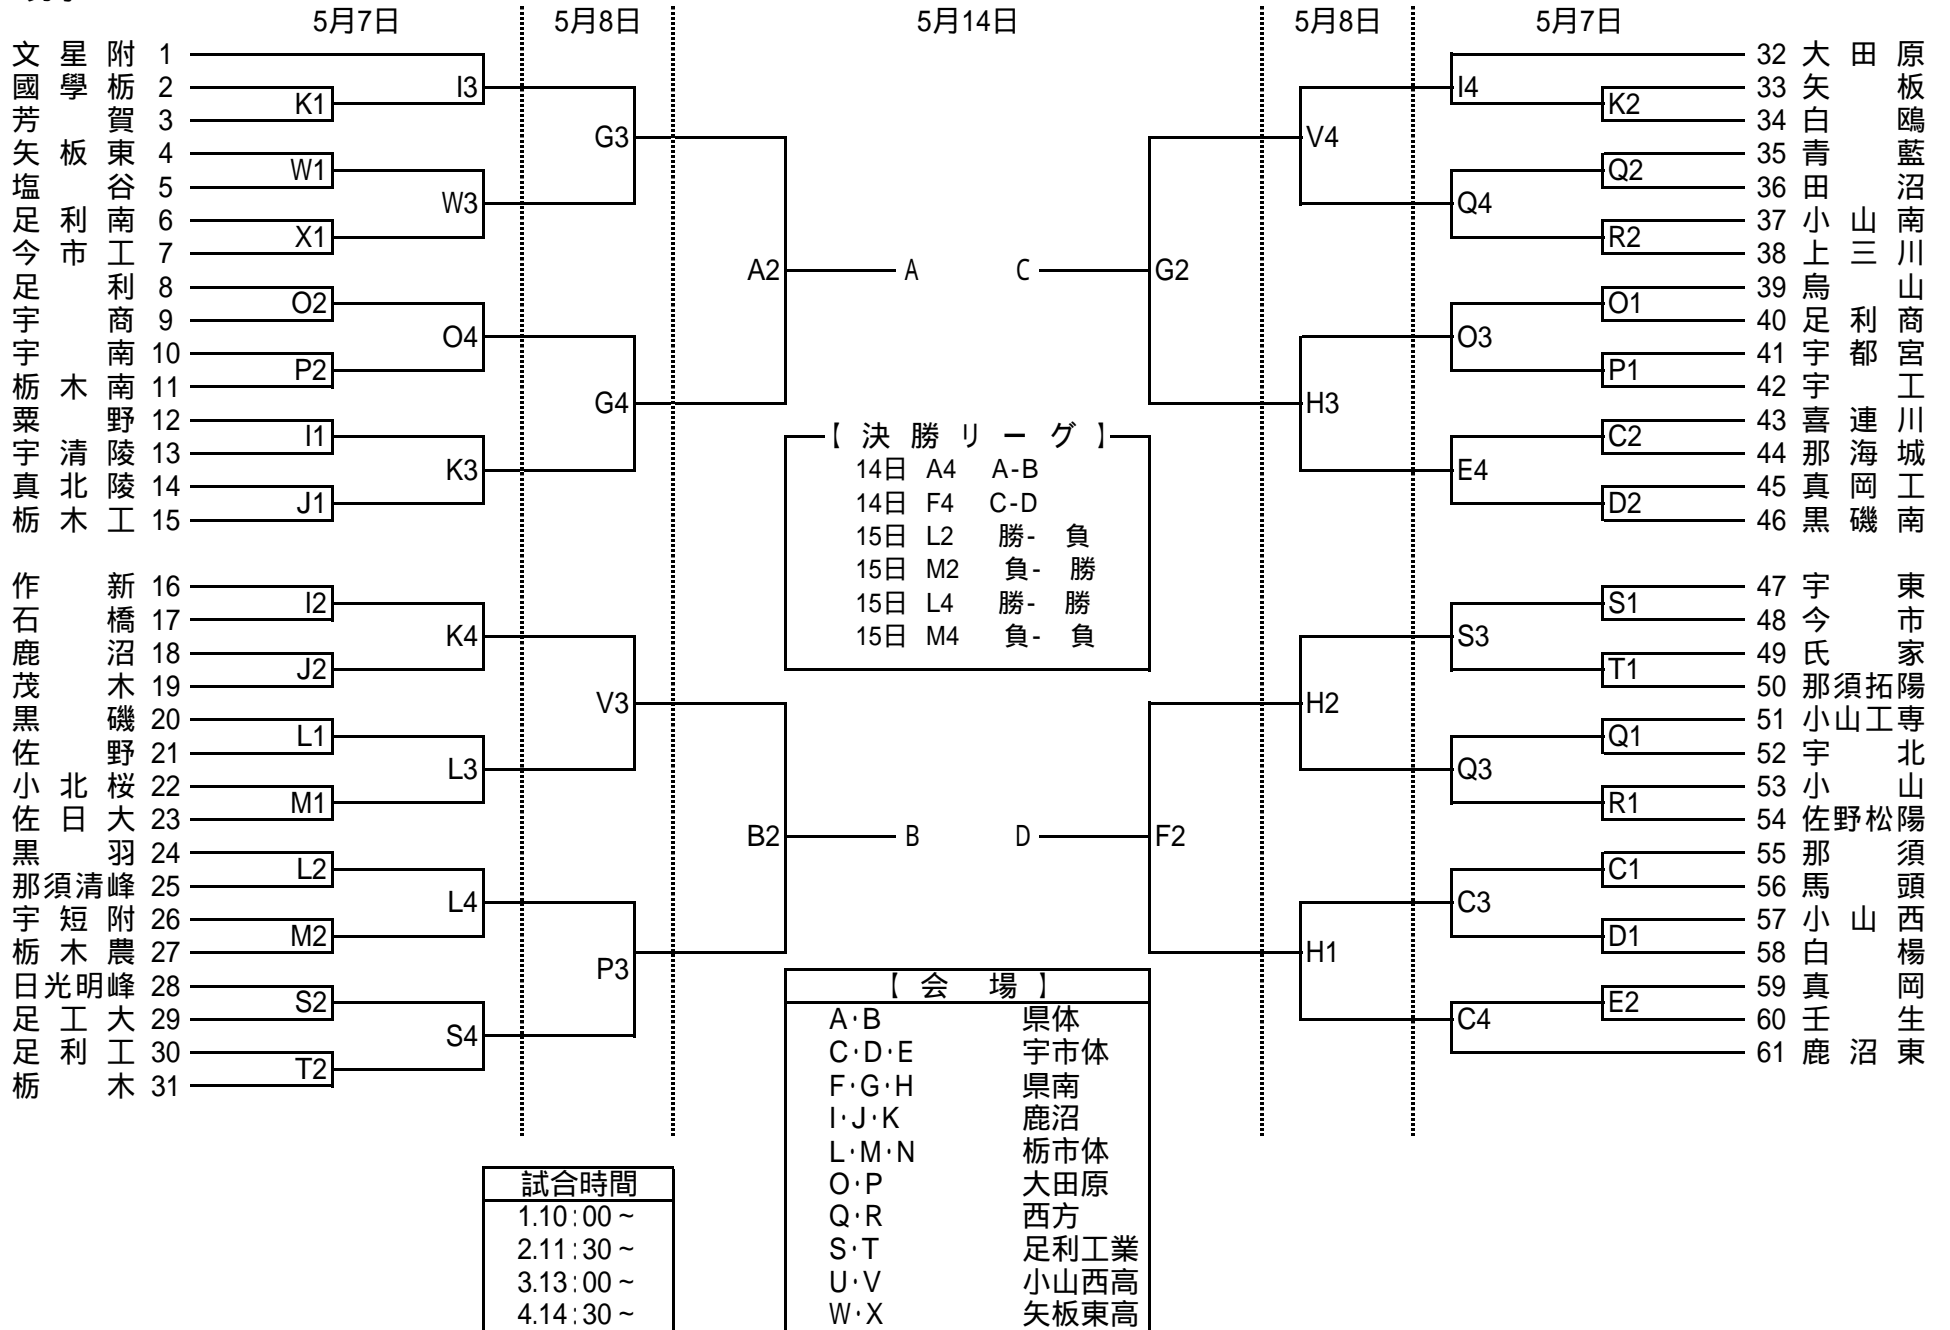 5月7日 5月8日 5月14日 5月8日 5月7日
文星附 1
國學栃 2
芳賀 3
矢板東 4
塩谷 5
足利南 6
今市工 7
足利 8
宇商 9
宇南 10
栃木南 11
粟野 12
宇清陵 13
真北陵 14
栃木工 15
作新 16
石橋 17
鹿沼 18
茂木 19
黒磯 20
佐野 21
小北桜 22
佐日大 23
黒羽 24
那須清峰 25
宇短附 26
栃木農 27
日光明峰 28
足工大 29
足利工 30
栃木 31
K1
W1
X1
O2
P2
I1
J1
I2
J2
L1
M1
L2
M2
S2
T2
I3
W3
O4
K3
K4
L3
L4
S4
G3
G4
V3
P3
A2
B2
A
B
C
D
G2
F2
V4
H3
H2
H1
I4
Q4
O3
E4
S3
Q3
C3
C4
K2
Q2
R2
O1
P1
C2
D2
S1
T1
Q1
R1
C1
D1
E2
32 大田原
33 矢板
34 白鴎
35 青藍
36 田沼
37 小山南
38 上三川
39 烏山
40 足利商
41 宇都宮
42 宇工
43 喜連川
44 那海城
45 真岡工
46 黒磯南
47 宇東
48 今市
49 氏家
50 那須拓陽
51 小山工専
52 宇北
53 小山
54 佐野松陽
55 那須
56 馬頭
57 小山西
58 白楊
59 真岡
60 壬生
61 鹿沼東
【決勝リーグ】
14日 A4 A-B
14日 F4 C-D
15日 L2 勝- 負
15日 M2 負- 勝
15日 L4 勝- 勝
15日 M4 負- 負
【会場】
A・B 県体
C・D・E 宇市体
F・G・H 県南
I・J・K 鹿沼
L・M・N 栃市体
O・P 大田原
Q・R 西方
S・T 足利工業
U・V 小山西高
W・X 矢板東高
試合時間
1.10:00～
2.11:30～
3.13:00～
4.14:30～